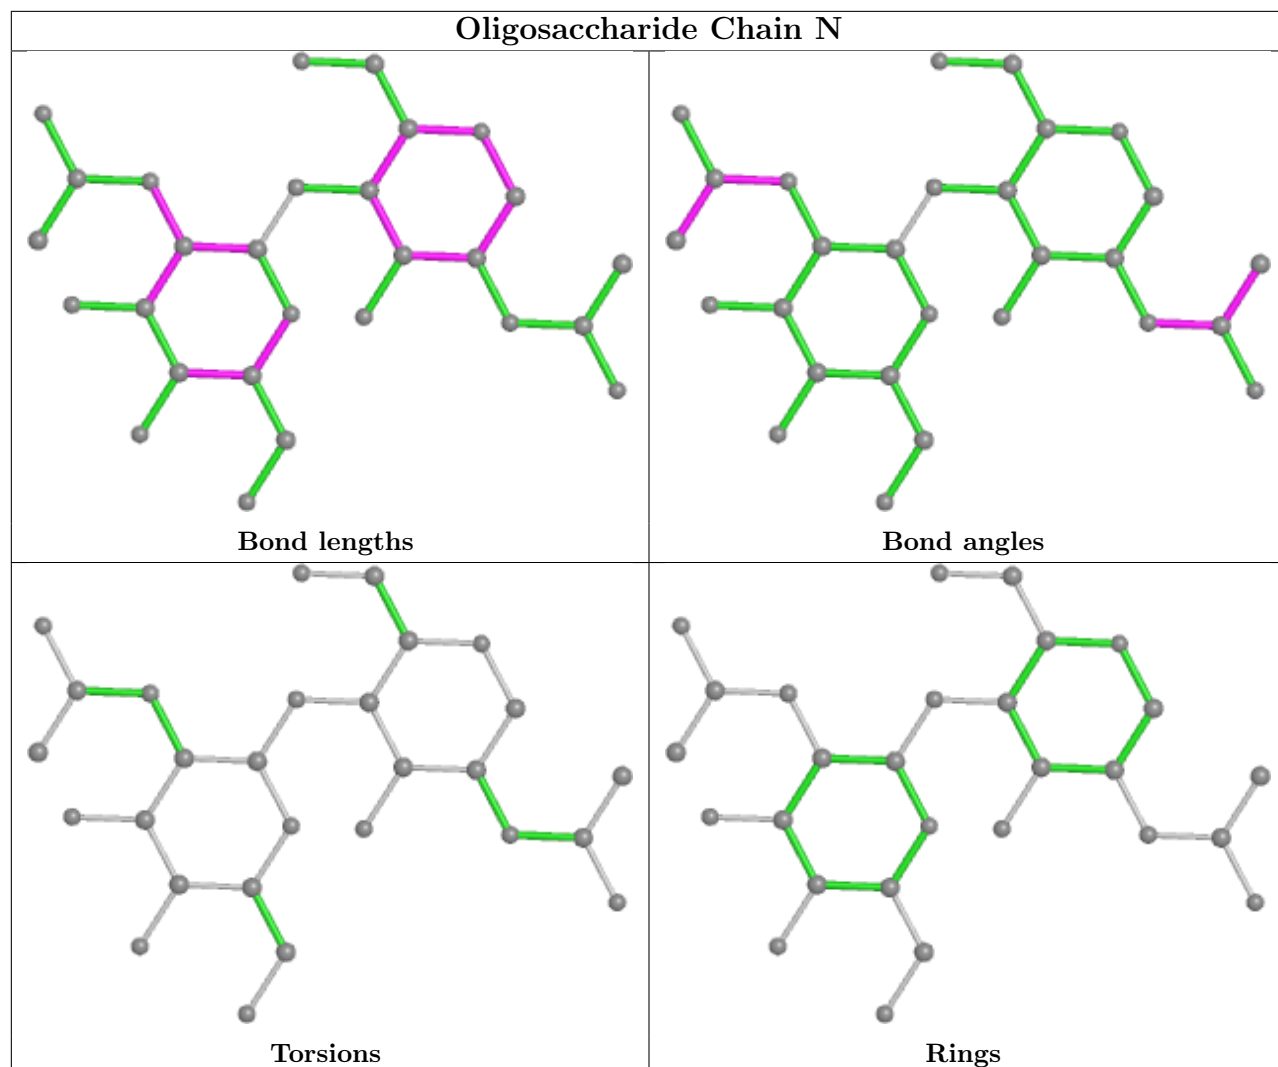 Oligosaccharide Chain N
Bond lengths
Bond angles
Torsions
Rings